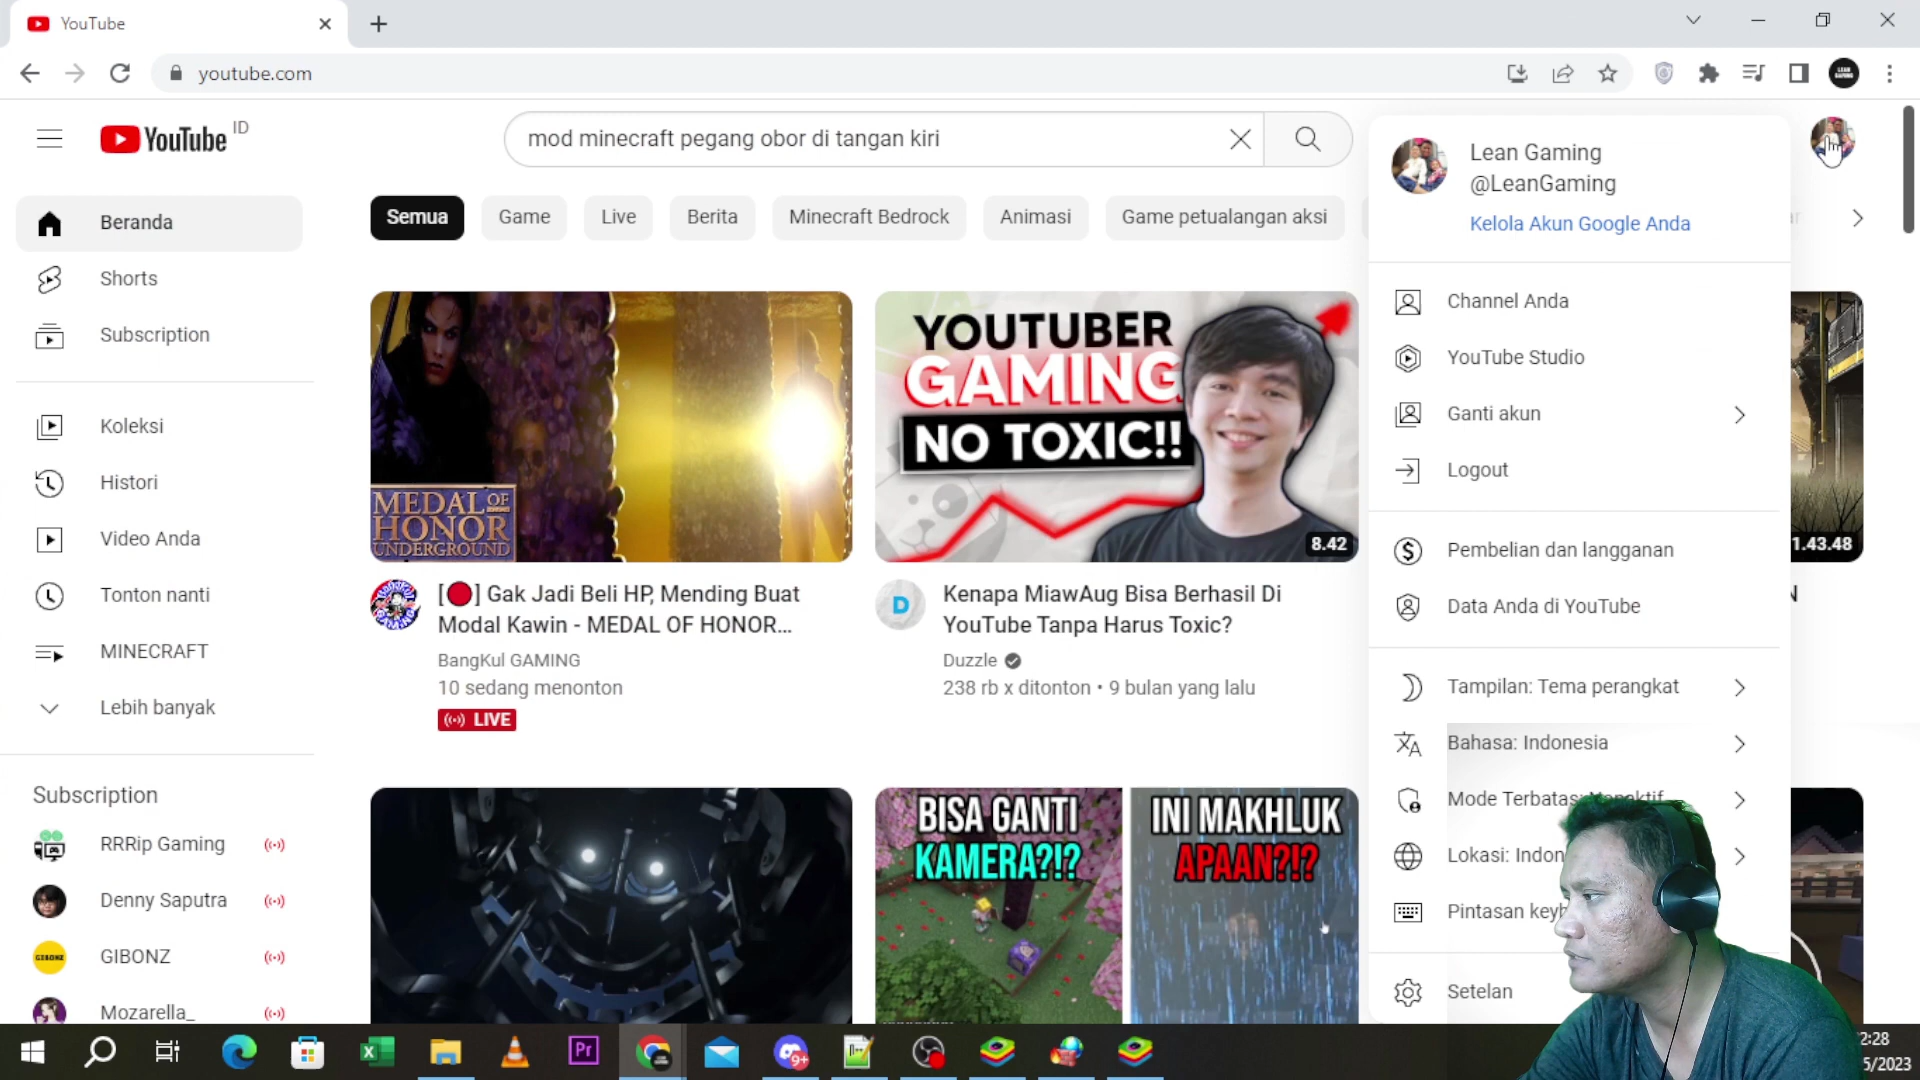 YouTube
youtube.com
YouTube ID
mod minecraft pegang obor di tangan kiri
Lean Gaming
@LeanGaming
Kelola Akun Google Anda
Beranda
Shorts
Subscription
Koleksi
Histori
Video Anda
Tonton nanti
MINECRAFT
Lebih banyak
Subscription
RRRip Gaming
Denny Saputra
GIBONZ
Mozarella_
Semua
Game
Live
Berita
Minecraft Bedrock
Animasi
Game petualangan aksi
MEDAL OF
HONOR
UNDERGROUND
YOUTUBER
GAMING
NO TOXIC!!
8.42
1.43.48
[🔴] Gak Jadi Beli HP, Mending Buat
Modal Kawin - MEDAL OF HONOR...
BangKul GAMING
10 sedang menonton
LIVE
D
Kenapa MiawAug Bisa Berhasil Di
YouTube Tanpa Harus Toxic?
Duzzle
238 rb x ditonton • 9 bulan yang lalu
BISA GANTI
KAMERA?!?
INI MAKHLUK
APAAN?!?
Channel Anda
YouTube Studio
Ganti akun
Logout
Pembelian dan langganan
Data Anda di YouTube
Tampilan: Tema perangkat
Bahasa: Indonesia
Mode Terbatas:
Lokasi: Indon
Pintasan keyb
Setelan
Pr
9+
2:28
5/2023